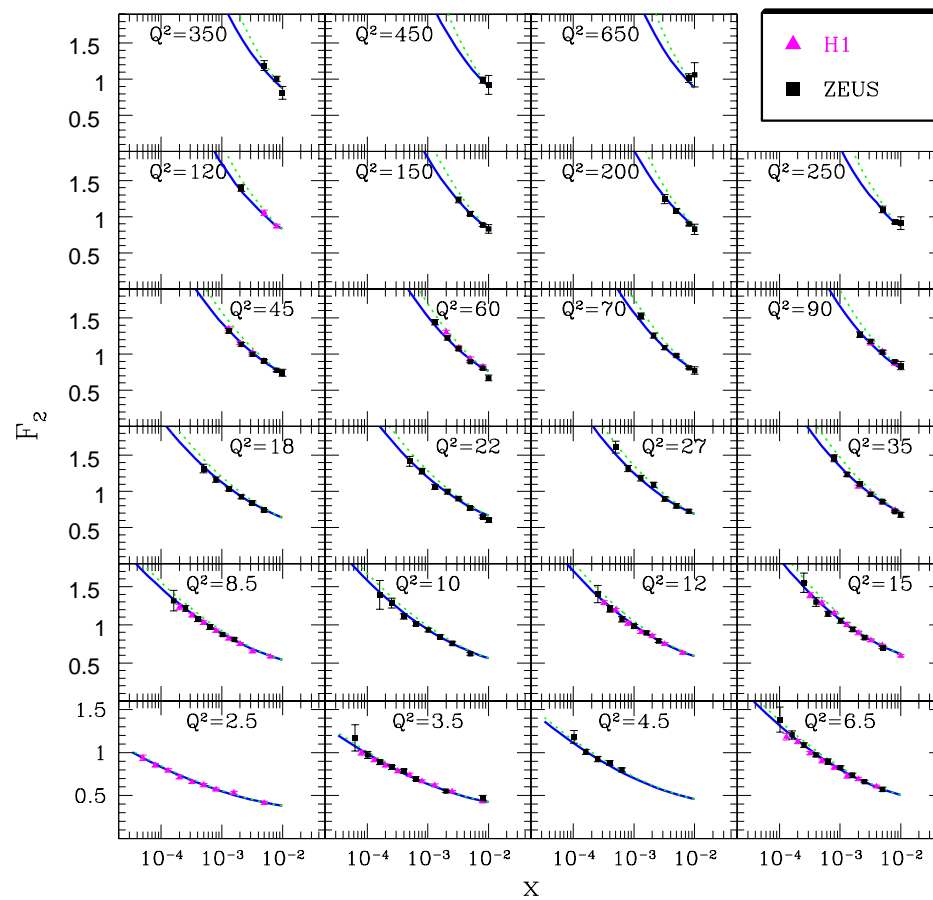 Q²=350 Q²=450 Q²=650
H1
ZEUS
1
0.5
Q²=120 Q²=150 Q²=200 Q²=250
1.5
1
0.5
Q²=45 Q²=60 Q²=70 Q²=90
1.5
1
0.5
F₂
Q²=18 Q²=22 Q²=27 Q²=35
1.5
1
0.5
Q²=8.5 Q²=10 Q²=12 Q²=15
1.5
1
0.5
Q²=2.5 Q²=3.5 Q²=4.5 Q²=6.5
1.5
1
0.5
10⁻⁴ 10⁻³ 10⁻² 10⁻⁴ 10⁻³ 10⁻² 10⁻⁴ 10⁻³ 10⁻² 10⁻⁴ 10⁻³ 10⁻²
x